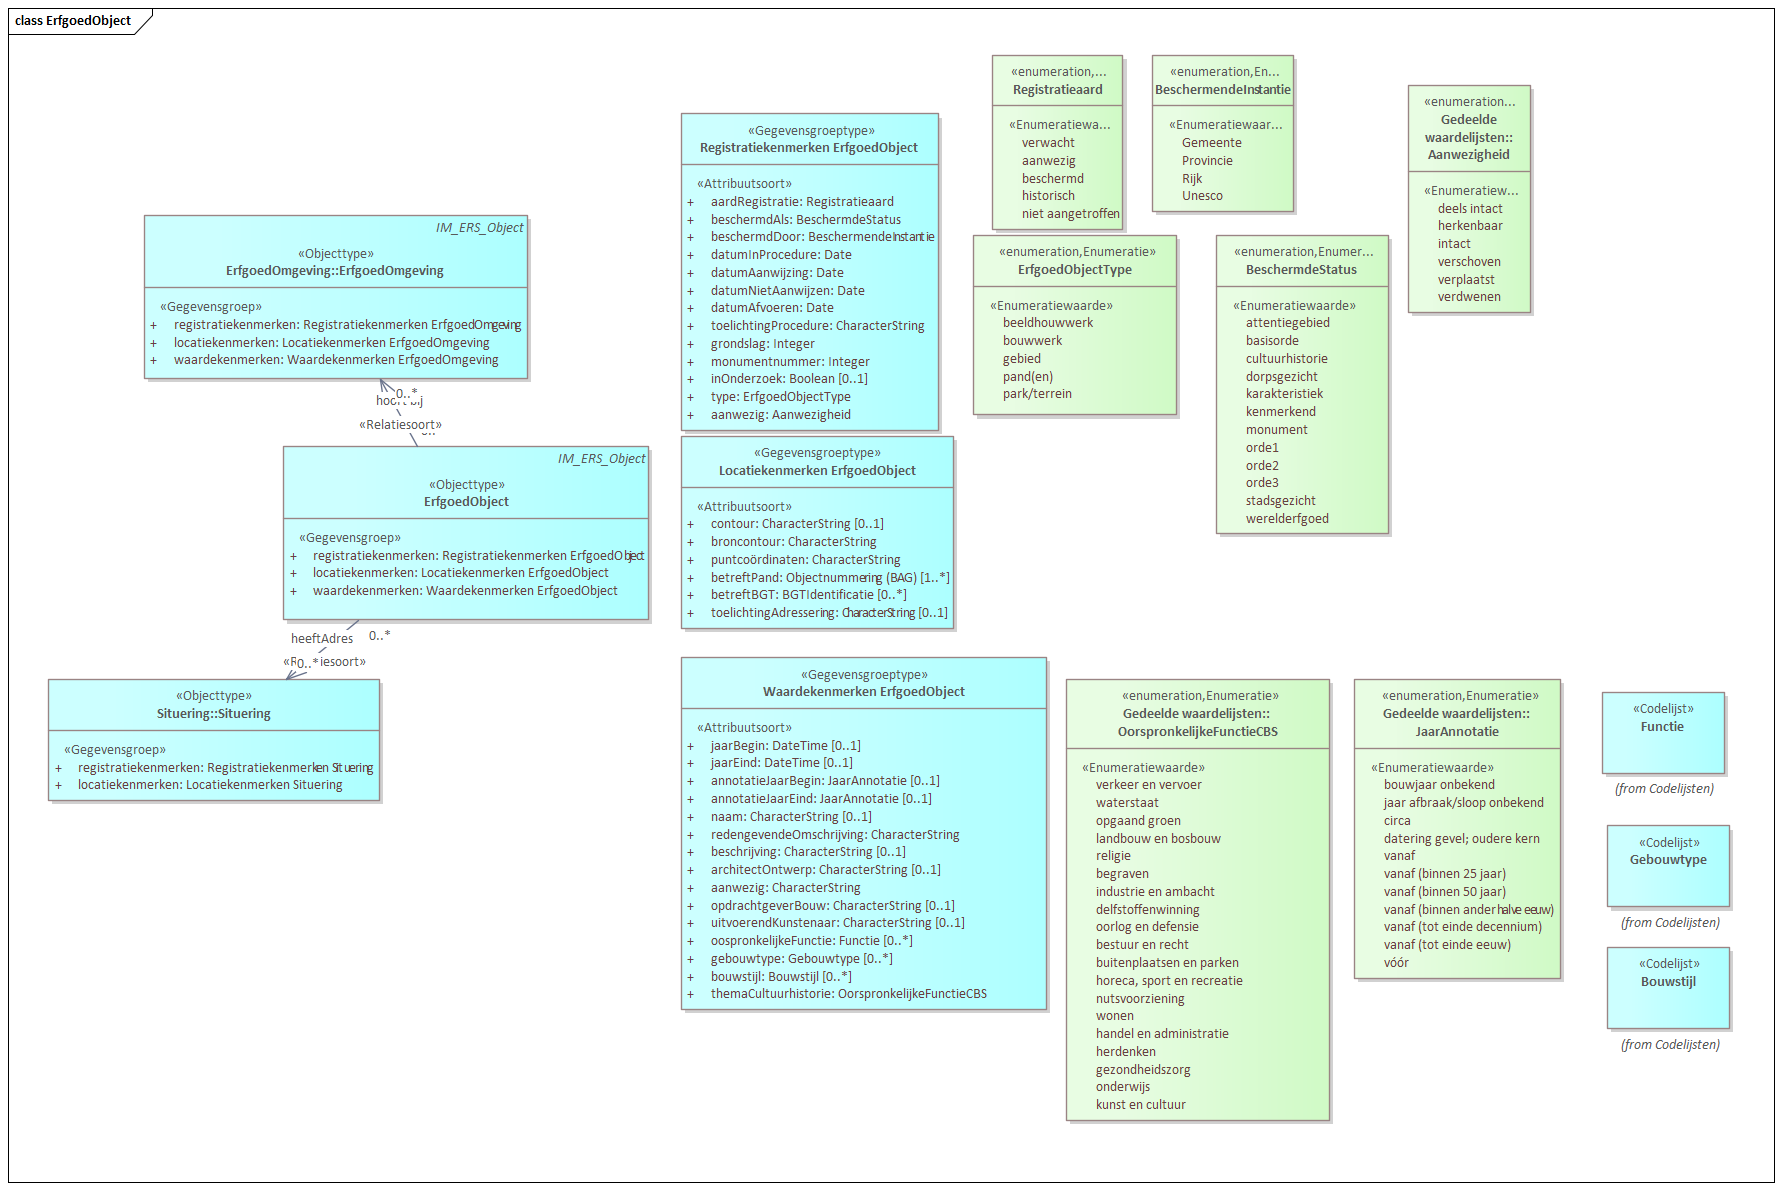 class ErfgoedObject
IM_ERS_Object
«Objecttype»
ErfgoedOmgeving::ErfgoedOmgeving
«Gegevensgroep»
+ registratiekenmerken: Registratiekenmerken ErfgoedOmgeving
+ locatiekenmerken: Locatiekenmerken ErfgoedOmgeving
+ waardekenmerken: Waardekenmerken ErfgoedOmgeving
0..*
«Relatiesoort»
IM_ERS_Object
«Objecttype»
ErfgoedObject
«Gegevensgroep»
+ registratiekenmerken: Registratiekenmerken ErfgoedObject
+ locatiekenmerken: Locatiekenmerken ErfgoedObject
+ waardekenmerken: Waardekenmerken ErfgoedObject
heeftAdres
0..*
0..*
«Objecttype»
Situering::Situering
«Gegevensgroep»
+ registratiekenmerken: Registratiekenmerken Situering
+ locatiekenmerken: Locatiekenmerken Situering
«Gegevensgroeptype»
Registratiekenmerken ErfgoedObject
«Attribuutsoort»
+ aardRegistratie: Registratieaard
+ beschermdAls: BeschermdeStatus
+ beschermdDoor: BeschermendeInstantie
+ datumInProcedure: Date
+ datumAanwijzing: Date
+ datumNietAanwijzen: Date
+ datumAfvoeren: Date
+ toelichtingProcedure: CharacterString
+ grondslag: Integer
+ monumentnummer: Integer
+ inOnderzoek: Boolean [0..1]
+ type: ErfgoedObjectType
+ aanwezig: Aanwezigheid
«Gegevensgroeptype»
Locatiekenmerken ErfgoedObject
«Attribuutsoort»
+ contour: CharacterString [0..1]
+ broncontour: CharacterString
+ puntcoördinaten: CharacterString
+ betreftPand: Objectnummering (BAG) [1..*]
+ betreftBGT: BGTIdentificatie [0..*]
+ toelichtingAdressering: CharacterString [0..1]
«Gegevensgroeptype»
Waardekenmerken ErfgoedObject
«Attribuutsoort»
+ jaarBegin: DateTime [0..1]
+ jaarEind: DateTime [0..1]
+ annotatieJaarBegin: JaarAnnotatie [0..1]
+ annotatieJaarEind: JaarAnnotatie [0..1]
+ naam: CharacterString [0..1]
+ redengevendeOmschrijving: CharacterString
+ beschrijving: CharacterString [0..1]
+ architectOntwerp: CharacterString [0..1]
+ aanwezig: CharacterString
+ opdrachtgeverBouw: CharacterString [0..1]
+ uitvoerendKunstenaar: CharacterString [0..1]
+ oospronkelijkeFunctie: Functie [0..*]
+ gebouwtype: Gebouwtype [0..*]
+ bouwstijl: Bouwstijl [0..*]
+ themaCultuurhistorie: OorspronkelijkeFunctieCBS
«enumeration,...
Registratieaard
«Enumeratiewa...
verwacht
aanwezig
beschermd
historisch
niet aangetroffen
«enumeration,En...
BeschermendeInstantie
«Enumeratiewaar...
Gemeente
Provincie
Rijk
Unesco
«enumeration...
Gedeelde
waardelijsten::
Aanwezigheid
«Enumeratiew...
deels intact
herkenbaar
intact
verschoven
verplaatst
verdwenen
«enumeration,Enumeratie»
ErfgoedObjectType
«Enumeratiewaarde»
beeldhouwwerk
bouwwerk
gebied
pand(en)
park/terrein
«enumeration,Enumer...
BeschermdeStatus
«Enumeratiewaarde»
attentiegebied
basisorde
cultuurhistorie
dorpsgezicht
karakteristiek
kenmerkend
monument
orde1
orde2
orde3
stadsgezicht
werelderfgoed
«enumeration,Enumeratie»
Gedeelde waardelijsten::
OorspronkelijkeFunctieCBS
«Enumeratiewaarde»
verkeer en vervoer
waterstaat
opgaand groen
landbouw en bosbouw
religie
begraven
industrie en ambacht
delfstoffenwinning
oorlog en defensie
bestuur en recht
buitenplaatsen en parken
horeca, sport en recreatie
nutsvoorziening
wonen
handel en administratie
herdenken
gezondheidszorg
onderwijs
kunst en cultuur
«enumeration,Enumeratie»
Gedeelde waardelijsten::
JaarAnnotatie
«Enumeratiewaarde»
bouwjaar onbekend
jaar afbraak/sloop onbekend
circa
datering gevel; oudere kern
vanaf
vanaf (binnen 25 jaar)
vanaf (binnen 50 jaar)
vanaf (binnen anderhalve eeuw)
vanaf (tot einde decennium)
vanaf (tot einde eeuw)
vóór
«Codelijst»
Functie
(from Codelijsten)
«Codelijst»
Gebouwtype
(from Codelijsten)
«Codelijst»
Bouwstijl
(from Codelijsten)